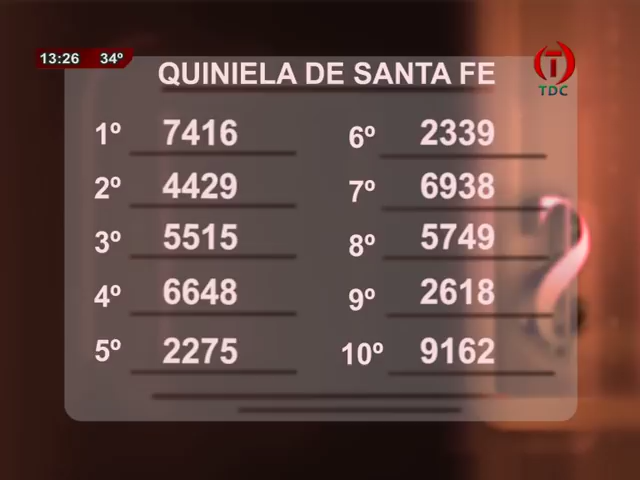 13:26 34º
QUINIELA DE SANTA FE
TDC
1º 7416
2º 4429
3º 5515
4º 6648
5º 2275
6º 2339
7º 6938
8º 5749
9º 2618
10º 9162